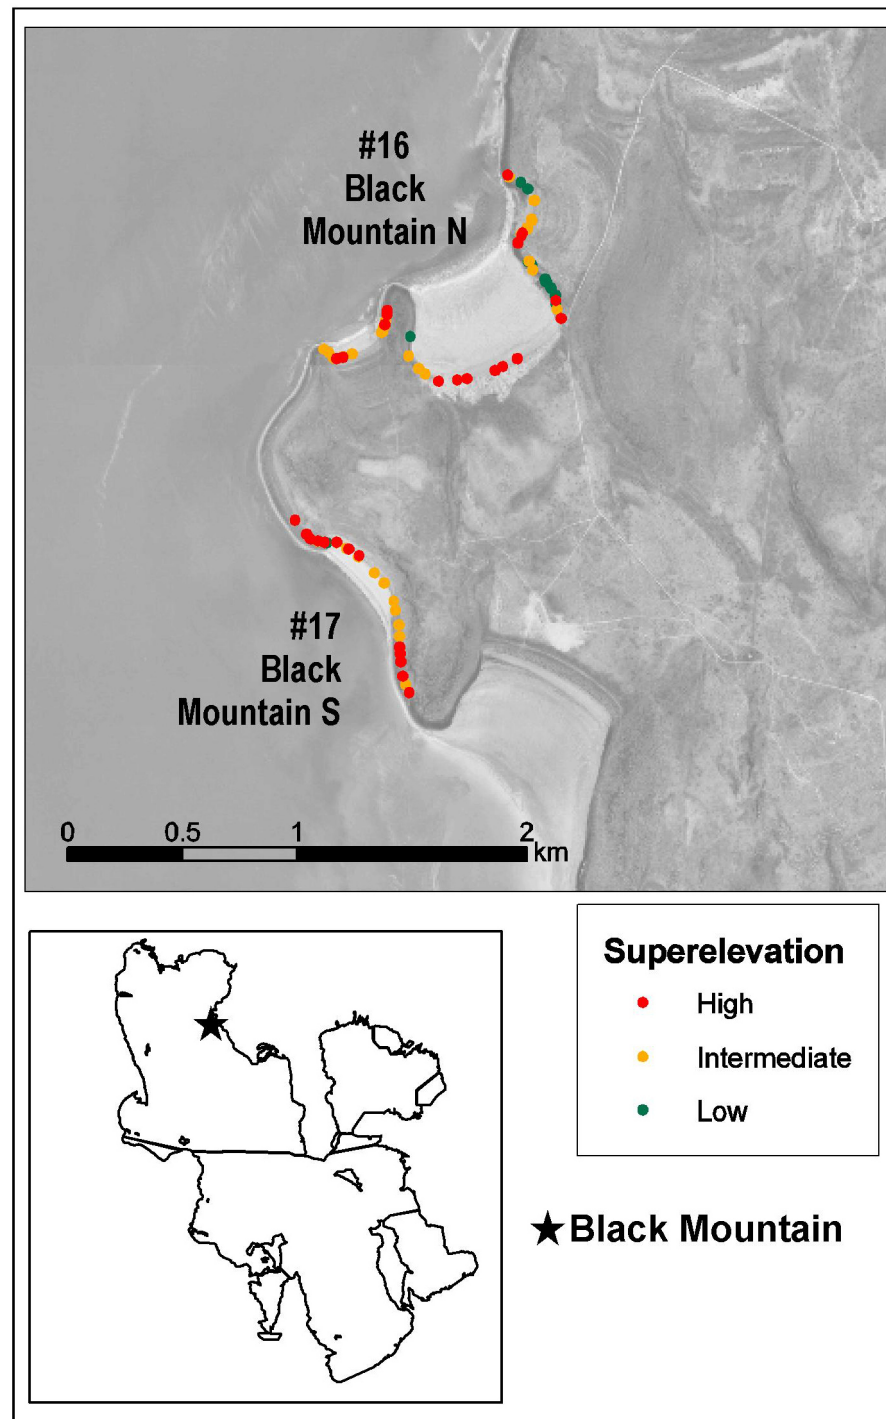 #16
Black
Mountain N
#17
Black
Mountain S
0 0.5 1 2
km
Superelevation
High
Intermediate
Low
Black Mountain